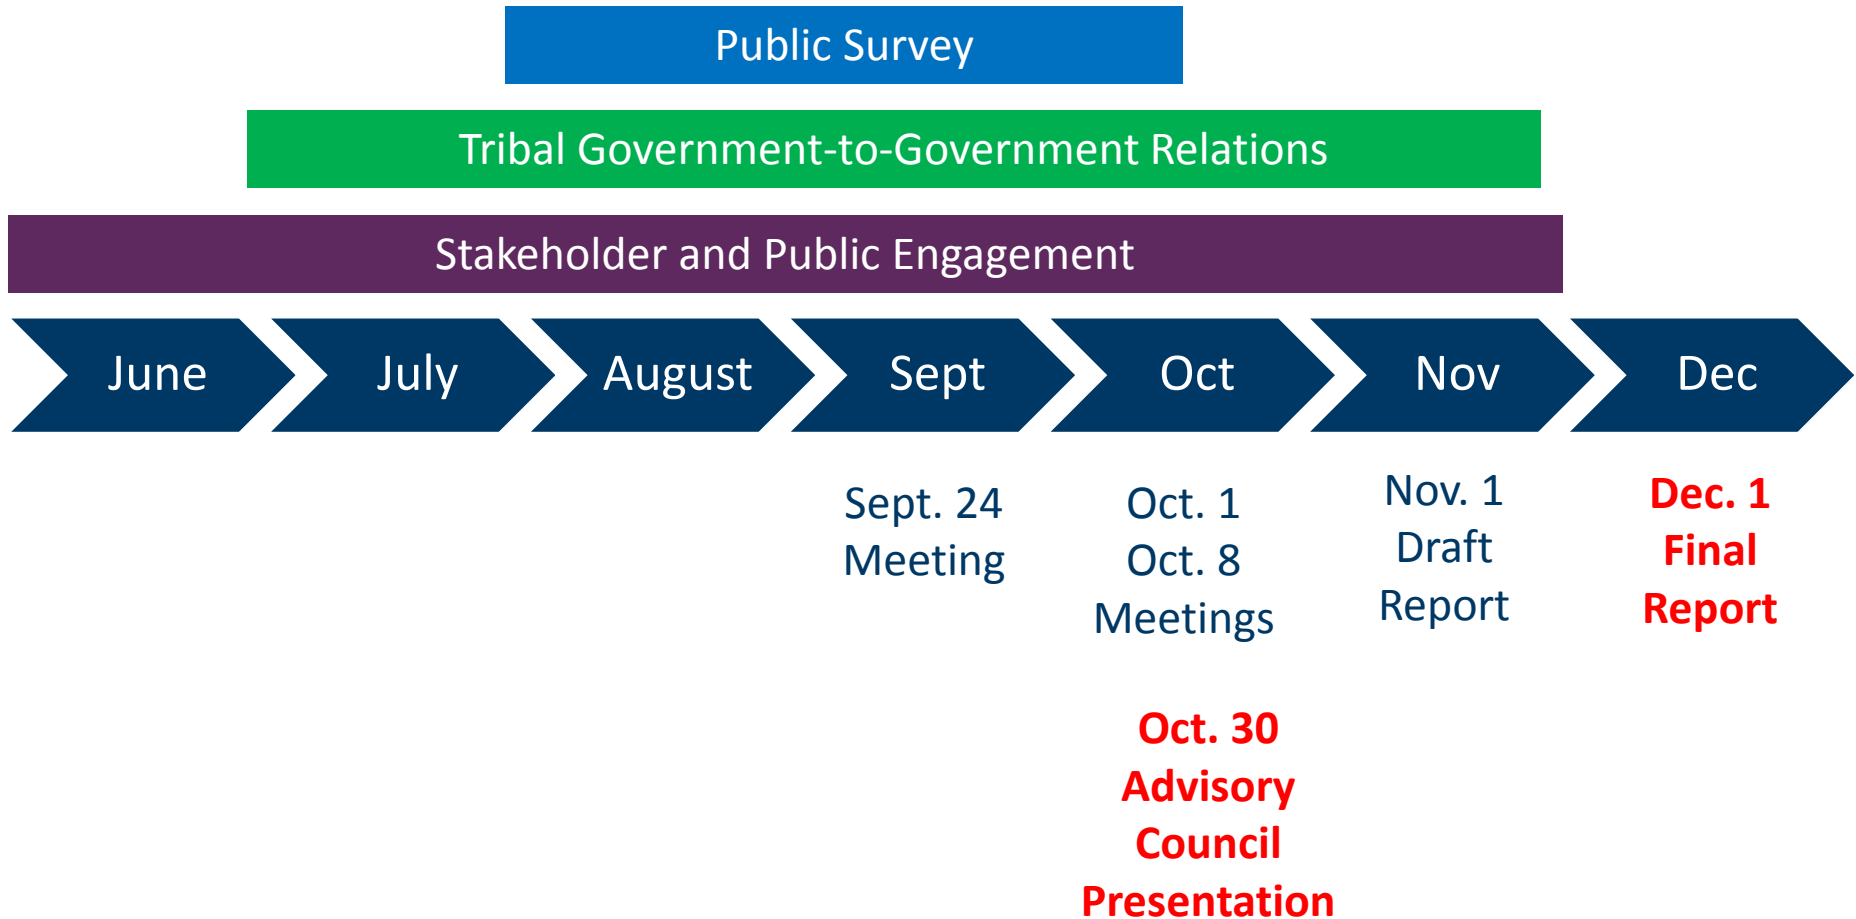 Public Survey
Tribal Government-to-Government Relations
Stakeholder and Public Engagement
June
July
August
Sept
Oct
Nov
Dec
Sept. 24
Meeting
Oct. 1
Oct. 8
Meetings
Oct. 30
Advisory
Council
Presentation
Nov. 1
Draft
Report
Dec. 1
Final
Report